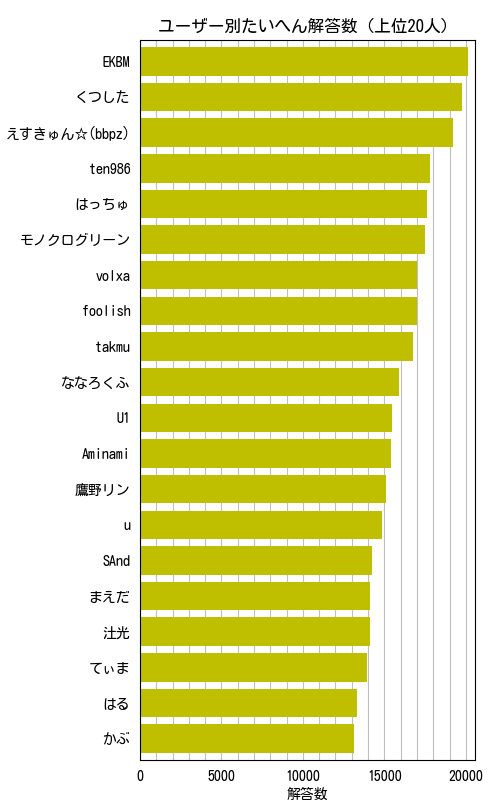 ユーザー別たいへん解答数 (上位20人)
EKBM
くつした
えすきゅん☆(bbpz)
ten986
はっちゅ
モノクログリーン
volxa
foolish
takmu
ななろくふ
U1
Aminami
鷹野リン
u
SAnd
まえだ
辻光
てぃま
はる
かぶ
0 5000 10000 15000 20000
解答数